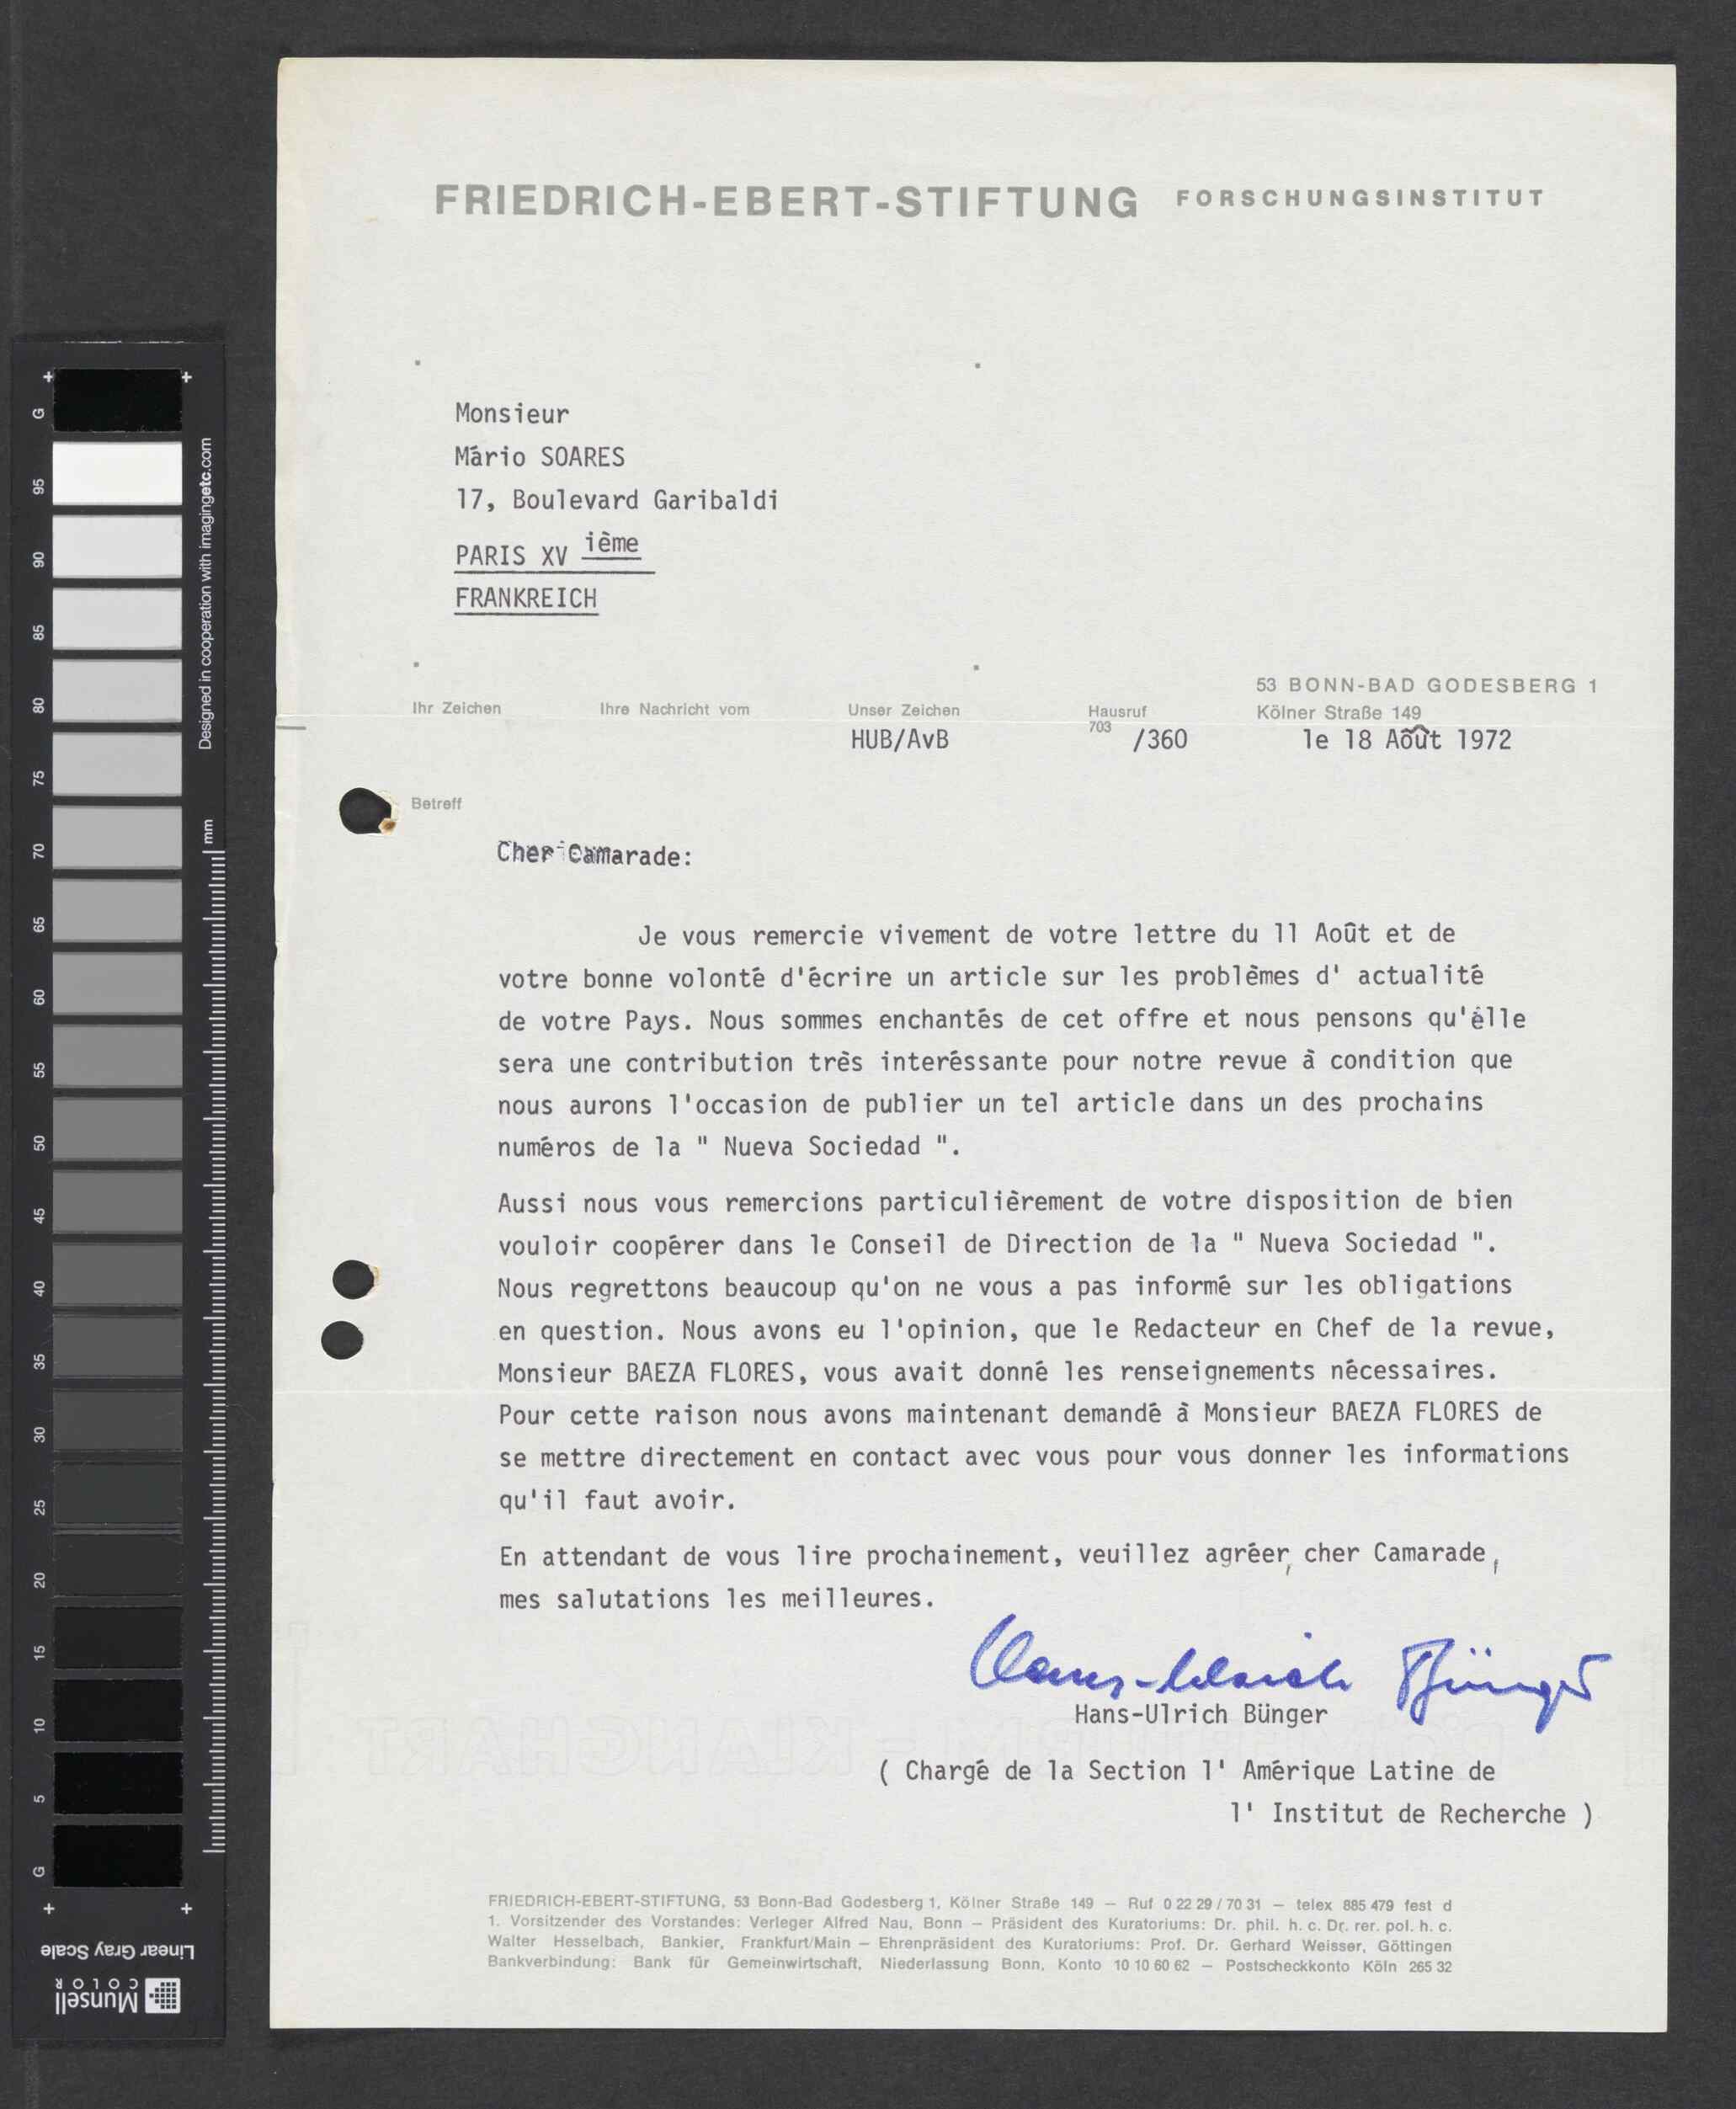 FRIEDRICH-EBERT-STIFTUNG FORSCHUNGSINSTITUT
Monsieur
Mário SOARES
17, Boulevard Garibaldi
PARIS XV ième
FRANKREICH
53 BONN-BAD GODESBERG 1
Ihr Zeichen Ihre Nachricht vom Unser Zeichen Hausruf Kölner Straße 149
HUB/AvB 703 /360 le 18 Août 1972
Betreff
Cher Camarade:
Je vous remercie vivement de votre lettre du 11 Août et de
votre bonne volonté d'écrire un article sur les problèmes d' actualité
de votre Pays. Nous sommes enchantés de cet offre et nous pensons qu'élle
sera une contribution très interéssante pour notre revue à condition que
nous aurons l'occasion de publier un tel article dans un des prochains
numéros de la " Nueva Sociedad ".
Aussi nous vous remercions particulièrement de votre disposition de bien
vouloir coopérer dans le Conseil de Direction de la " Nueva Sociedad ".
Nous regrettons beaucoup qu'on ne vous a pas informé sur les obligations
en question. Nous avons eu l'opinion, que le Redacteur en Chef de la revue,
Monsieur BAEZA FLORES, vous avait donné les renseignements nécessaires.
Pour cette raison nous avons maintenant demandé à Monsieur BAEZA FLORES de
se mettre directement en contact avec vous pour vous donner les informations
qu'il faut avoir.
En attendant de vous lire prochainement, veuillez agréer, cher Camarade,
mes salutations les meilleures.
Hans-Ulrich Bünger
Hans-Ulrich Bünger
( Chargé de la Section l' Amérique Latine de
l' Institut de Recherche )
FRIEDRICH-EBERT-STIFTUNG, 53 Bonn-Bad Godesberg 1, Kölner Straße 149 — Ruf 0 22 29 / 70 31 — telex 885 479 fest d
1. Vorsitzender des Vorstandes: Verleger Alfred Nau, Bonn — Präsident des Kuratoriums: Dr. phil. h. c. Dr. rer. pol. h. c.
Walter Hesselbach, Bankier, Frankfurt/Main — Ehrenpräsident des Kuratoriums: Prof. Dr. Gerhard Weisser, Göttingen
Bankverbindung: Bank für Gemeinwirtschaft, Niederlassung Bonn, Konto 10 10 60 62 — Postscheckkonto Köln 265 32
G
95
90
85
80
75
70
65
60
55
50
45
40
35
30
25
20
15
10
5
G
Designed in cooperation with imagingetc.com
mm
Linear Gray Scale
Munsell
COLOR